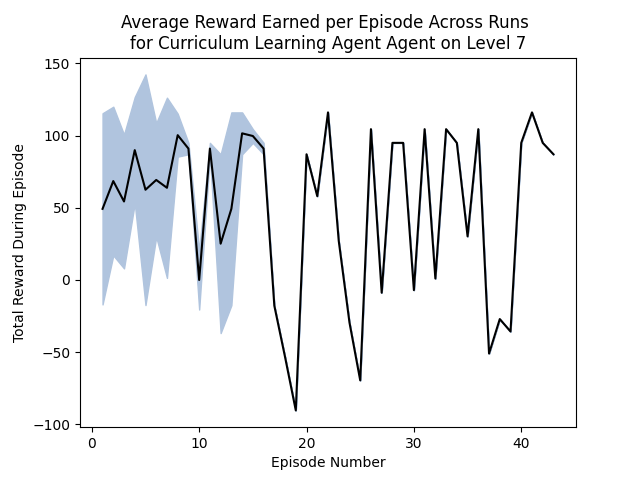 Average Reward Earned per Episode Across Runs
for Curriculum Learning Agent Agent on Level 7
Total Reward During Episode
150
100
50
0
−50
−100
0
10
20
30
40
Episode Number